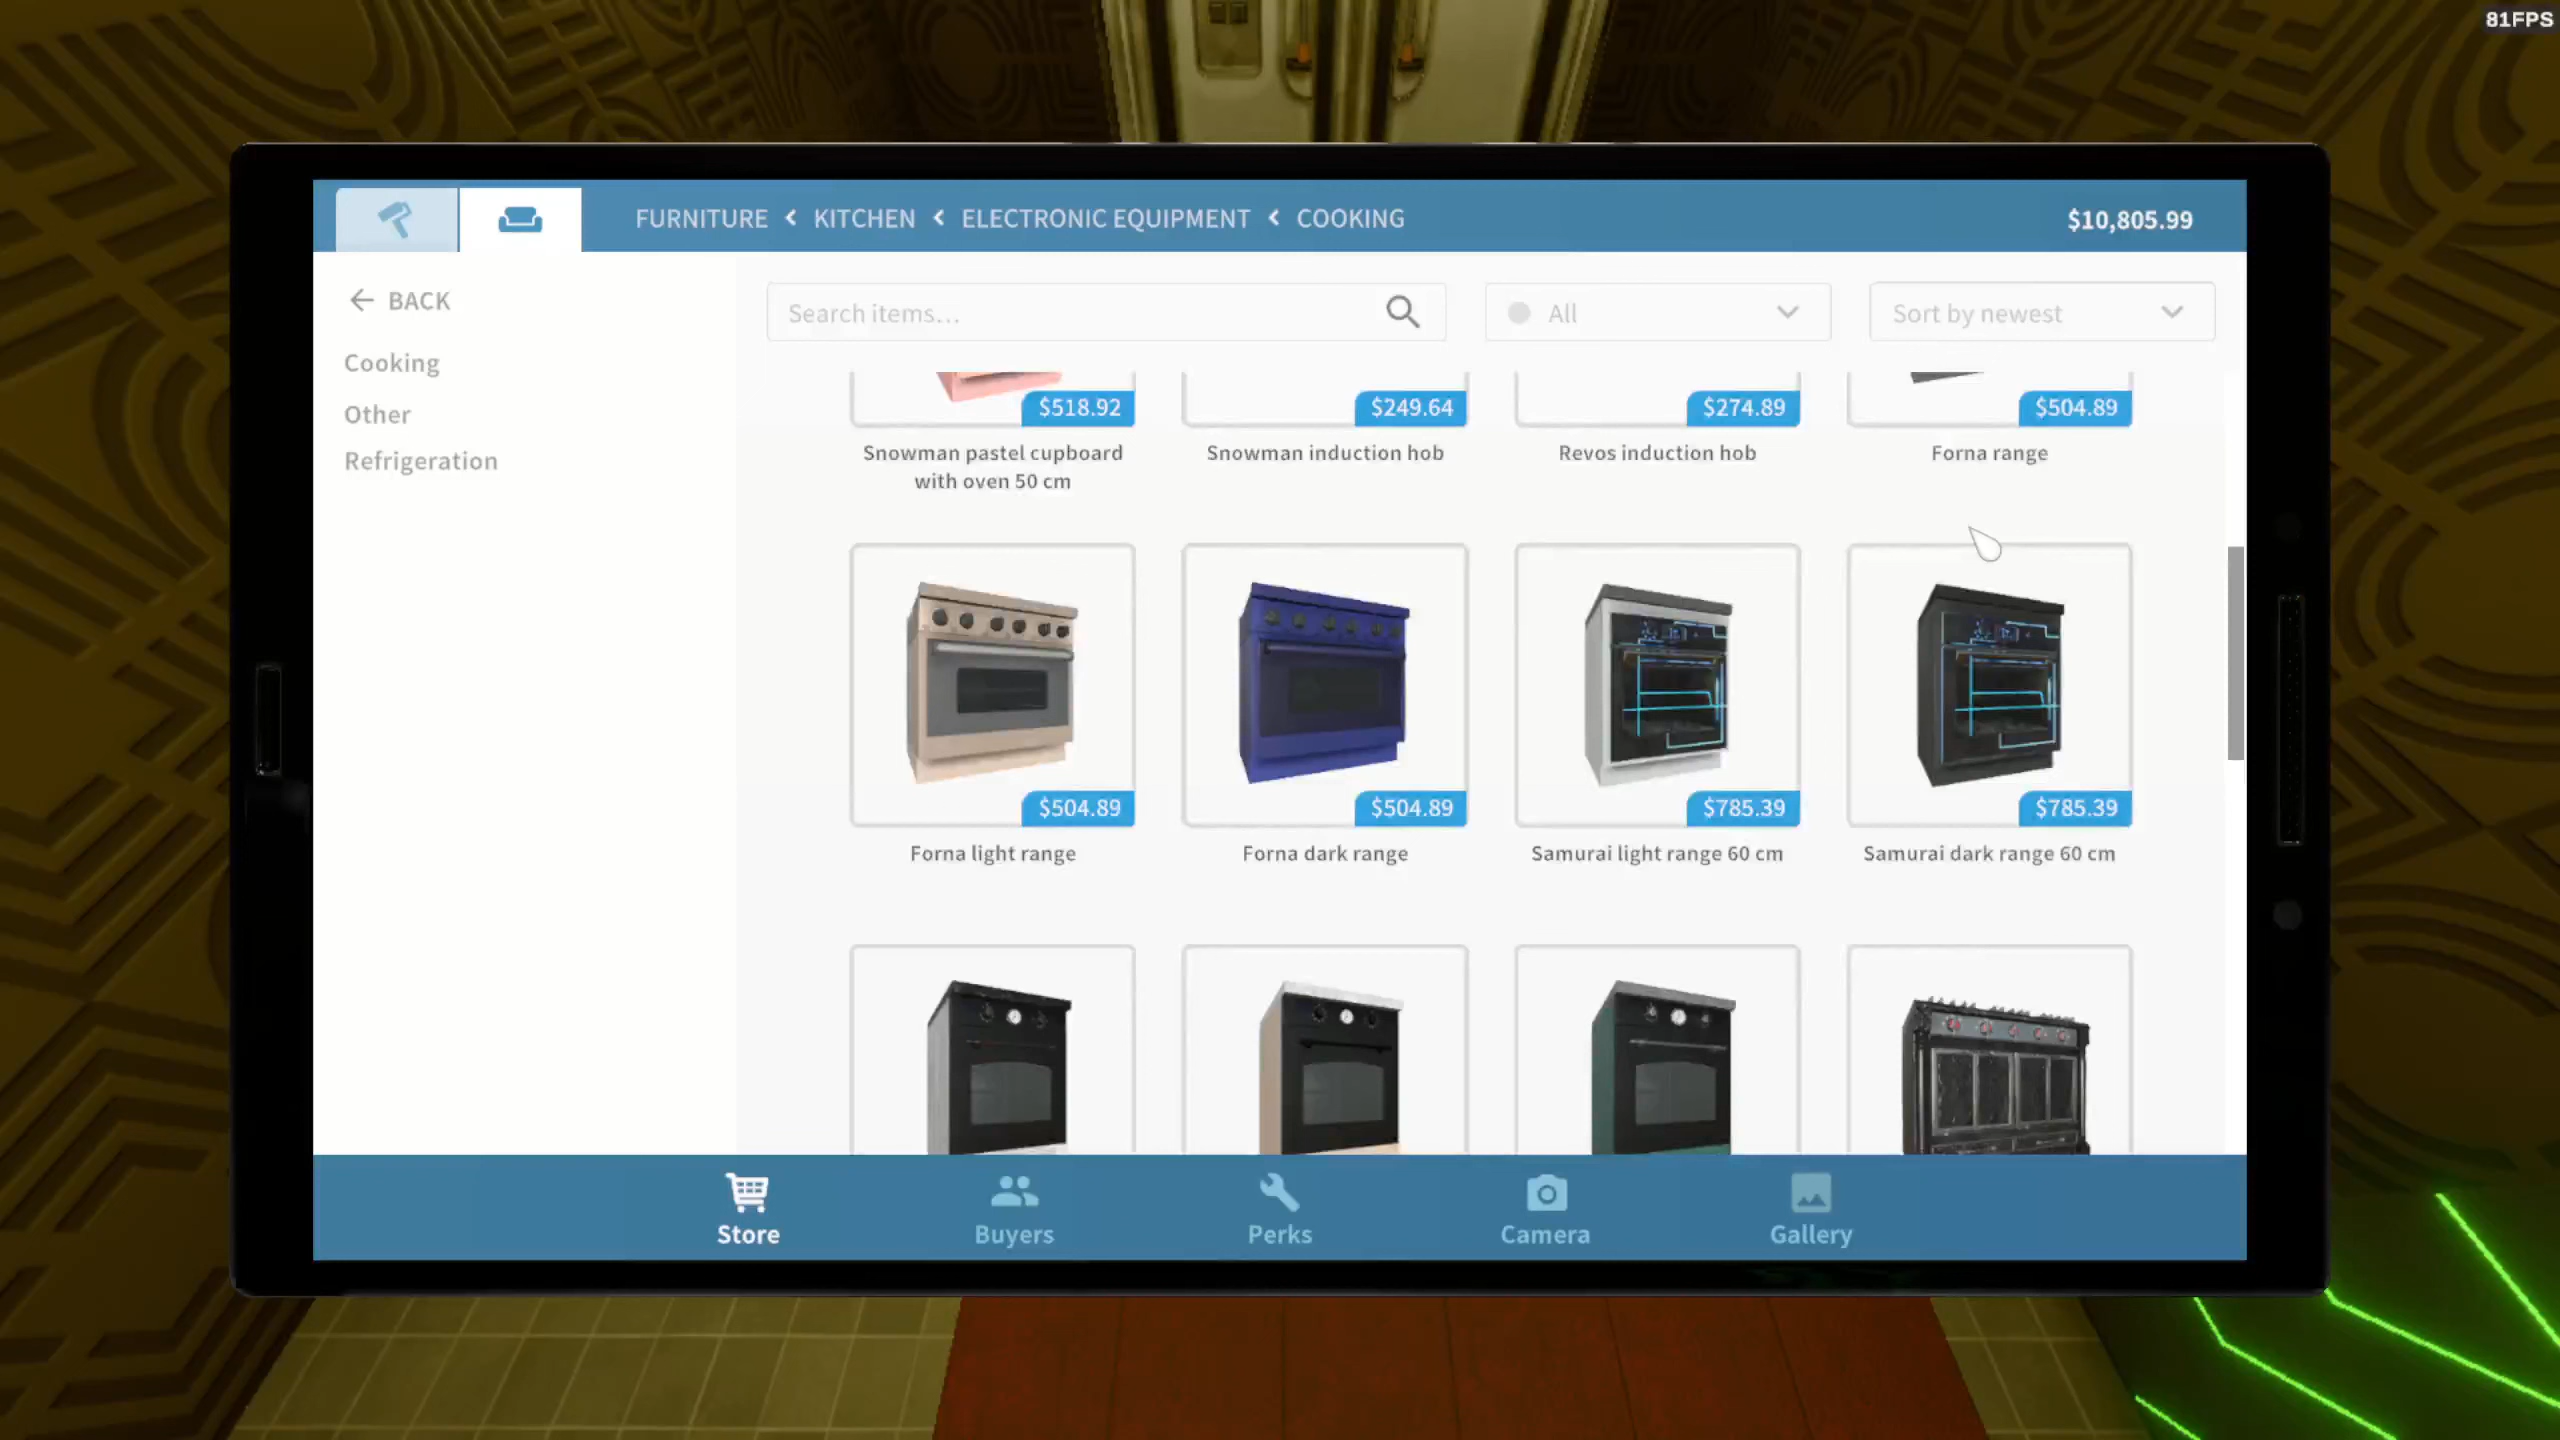 81FPS
FURNITURE < KITCHEN < ELECTRONIC EQUIPMENT < COOKING
$10,805.99
BACK
Cooking
Other
Refrigeration
Search items...
All
Sort by newest
$518.92
$249.64
$274.89
$504.89
Snowman pastel cupboard
with oven 50 cm
Snowman induction hob
Revos induction hob
Forna range
$504.89
$504.89
$785.39
$785.39
Forna light range
Forna dark range
Samurai light range 60 cm
Samurai dark range 60 cm
Store
Buyers
Perks
Camera
Gallery